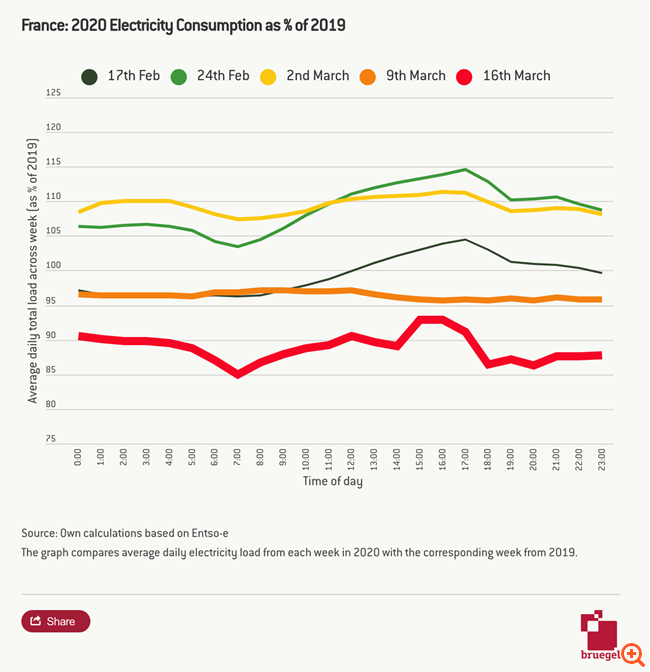 France: 2020 Electricity Consumption as % of 2019
17th Feb 24th Feb 2nd March 9th March 16th March
125
120
115
110
105
100
95
90
85
80
75
Average daily total load across week (as % of 2019)
0:00 1:00 2:00 3:00 4:00 5:00 6:00 7:00 8:00 9:00 10:00 11:00 12:00 13:00 14:00 15:00 16:00 17:00 18:00 19:00 20:00 21:00 22:00 23:00
Time of day
Source: Own calculations based on Entso-e
The graph compares average daily electricity load from each week in 2020 with the corresponding week from 2019.
Share
bruegel